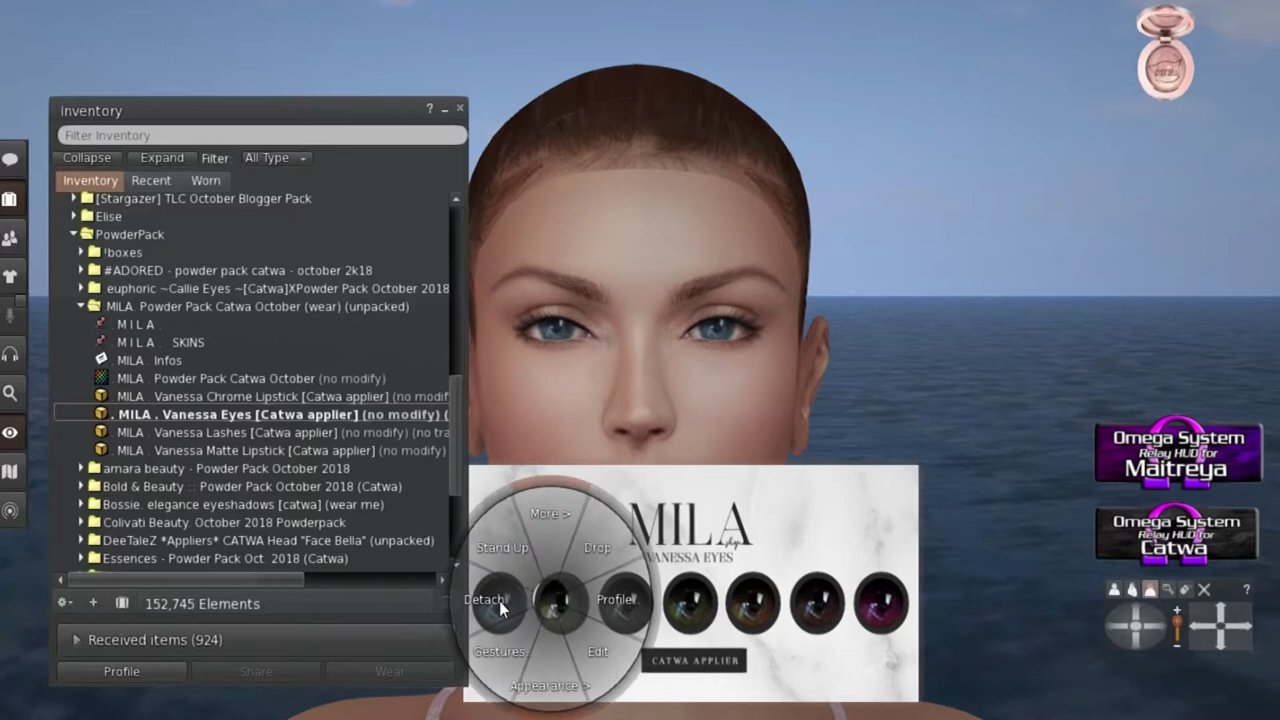 Inventory
?
Filter Inventory
Collapse
Expand
Filter:
All Type
Inventory
Recent
Worn
[Stargazer] TLC October Blogger Pack
Elise
PowderPack
!boxes
#ADORED - powder pack catwa - october 2k18
euphoric ~Callie Eyes ~[Catwa]XPowder Pack October 2018
MILA. Powder Pack Catwa October (wear) (unpacked)
. M I L A .
. M I L A . SKINS
. MILA . Infos
. MILA . Powder Pack Catwa October (no modify)
. MILA . Vanessa Chrome Lipstick [Catwa applier] (no modif
. MILA . Vanessa Eyes [Catwa applier] (no modify) (
. MILA . Vanessa Lashes [Catwa applier] (no modify) (no tra
. MILA . Vanessa Matte Lipstick [Catwa applier] (no modify)
amara beauty - Powder Pack October 2018
Bold & Beauty :: Powder Pack October 2018 (Catwa)
Bossie. elegance eyeshadows [catwa] (wear me)
Colivati Beauty. October 2018 Powderpack
DeeTaleZ *Appliers* CATWA Head "Face Bella" (unpacked)
Essences - Powder Pack Oct. 2018 (Catwa)
152,745 Elements
Received items (924)
Profile
Share
Wear
More >
Stand Up
Drop
Detach
Profile...
Gestures...
Edit
Appearance >
MILA
VANESSA EYES
CATWA APPLIER
Omega System
Relay HUD for
Maitreya
Omega System
Relay HUD for
Catwa
?
+
-